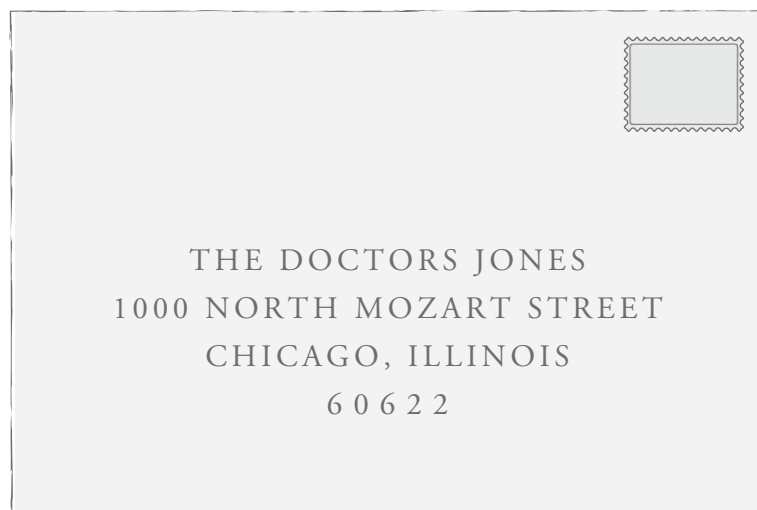 THE DOCTORS JONES
1000 NORTH MOZART STREET
CHICAGO, ILLINOIS
60622